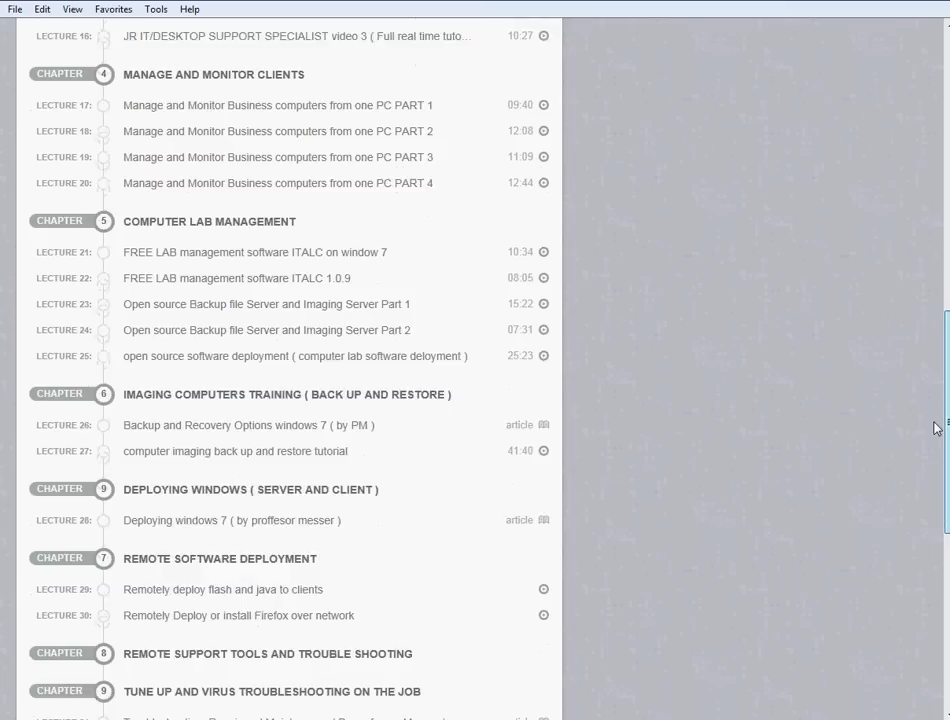 File Edit View Favorites Tools Help
LECTURE 16: JR IT/DESKTOP SUPPORT SPECIALIST video 3 ( Full real time tuto... 10:27
CHAPTER 4 MANAGE AND MONITOR CLIENTS
LECTURE 17: Manage and Monitor Business computers from one PC PART 1 09:40
LECTURE 18: Manage and Monitor Business computers from one PC PART 2 12:08
LECTURE 19: Manage and Monitor Business computers from one PC PART 3 11:09
LECTURE 20: Manage and Monitor Business computers from one PC PART 4 12:44
CHAPTER 5 COMPUTER LAB MANAGEMENT
LECTURE 21: FREE LAB management software ITALC on window 7 10:34
LECTURE 22: FREE LAB management software ITALC 1.0.9 08:05
LECTURE 23: Open source Backup file Server and Imaging Server Part 1 15:22
LECTURE 24: Open source Backup file Server and Imaging Server Part 2 07:31
LECTURE 25: open source software deployment ( computer lab software deloyment ) 25:23
CHAPTER 6 IMAGING COMPUTERS TRAINING ( BACK UP AND RESTORE )
LECTURE 26: Backup and Recovery Options windows 7 ( by PM ) article
LECTURE 27: computer imaging back up and restore tutorial 41:40
CHAPTER 9 DEPLOYING WINDOWS ( SERVER AND CLIENT )
LECTURE 28: Deploying windows 7 ( by proffesor messer ) article
CHAPTER 7 REMOTE SOFTWARE DEPLOYMENT
LECTURE 29: Remotely deploy flash and java to clients
LECTURE 30: Remotely Deploy or install Firefox over network
CHAPTER 8 REMOTE SUPPORT TOOLS AND TROUBLE SHOOTING
CHAPTER 9 TUNE UP AND VIRUS TROUBLESHOOTING ON THE JOB